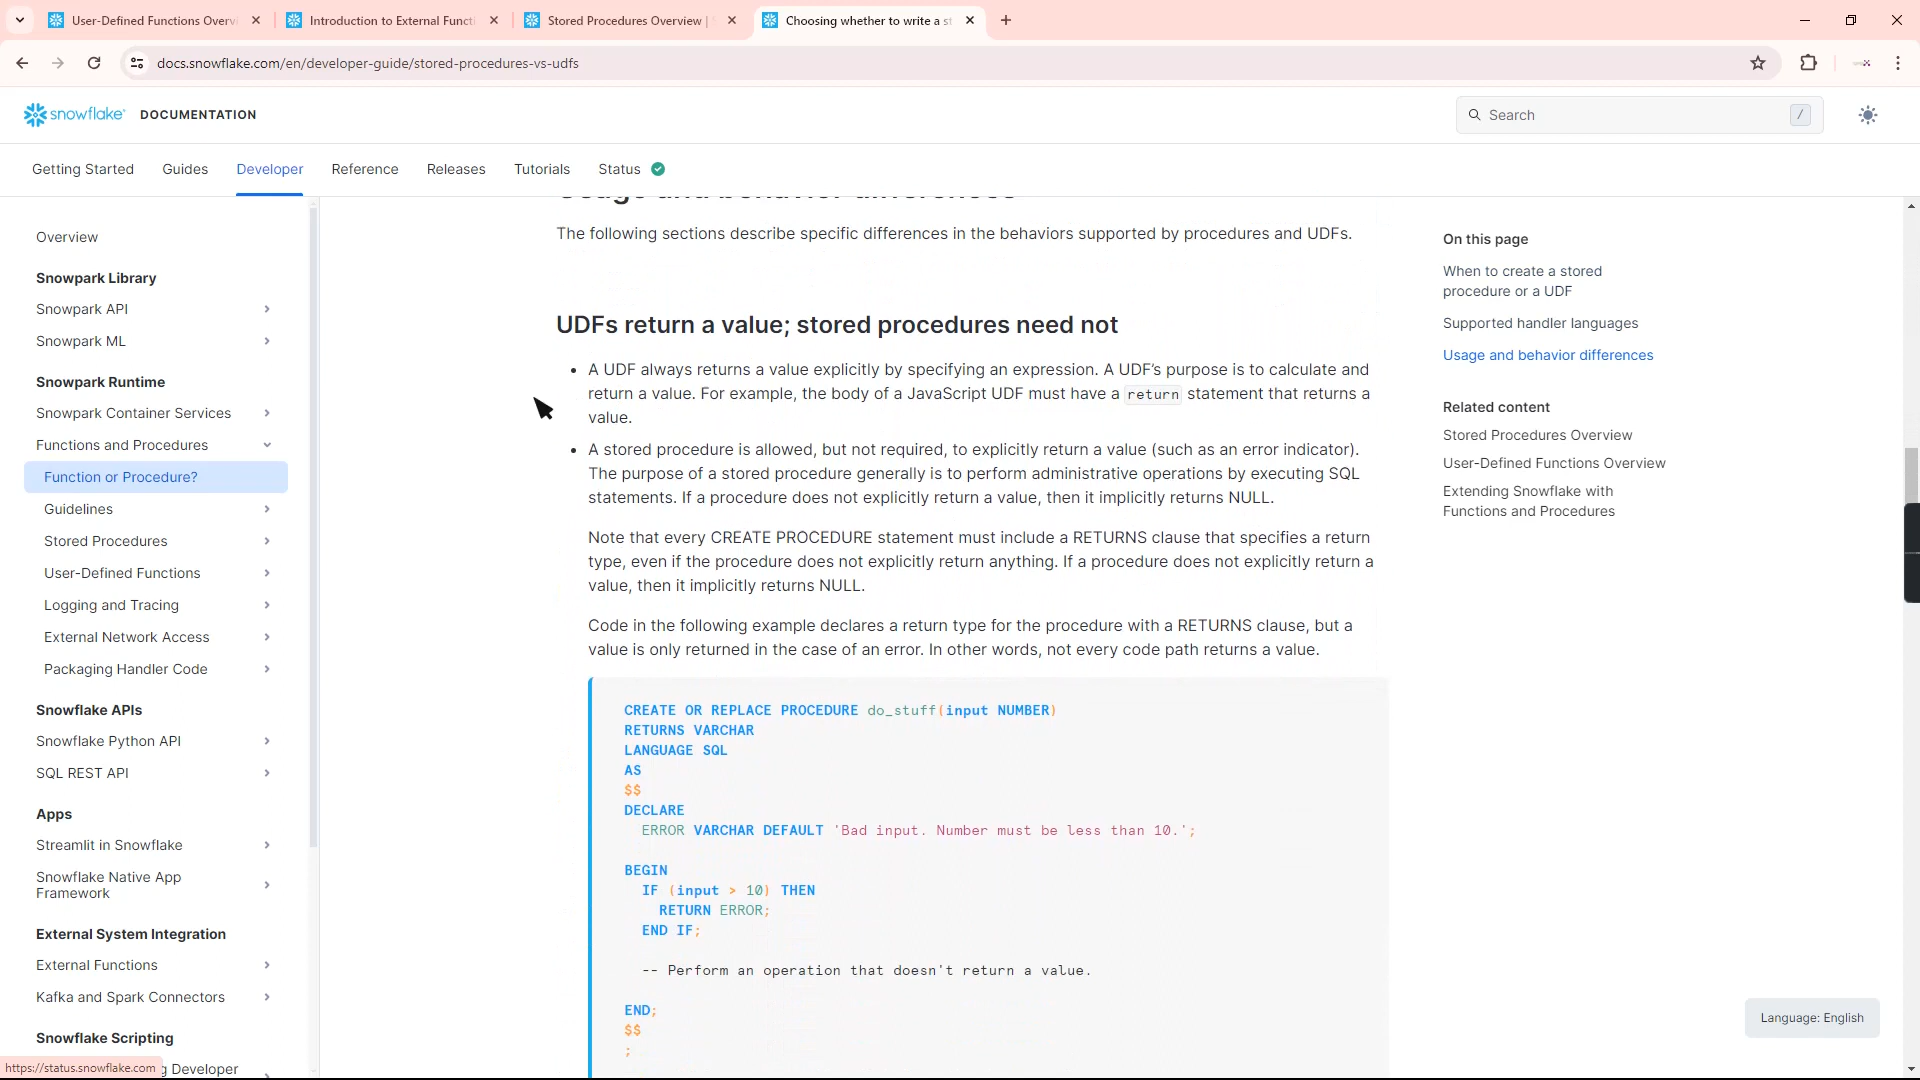 User-Defined Functions Overv
Introduction to External Functi
Stored Procedures Overview |
Choosing whether to write a st
docs.snowflake.com/en/developer-guide/stored-procedures-vs-udfs
snowflake DOCUMENTATION
Search /
Getting Started Guides Developer Reference Releases Tutorials Status
Overview
Snowpark Library
Snowpark API
Snowpark ML
Snowpark Runtime
Snowpark Container Services
Functions and Procedures
Function or Procedure?
Guidelines
Stored Procedures
User-Defined Functions
Logging and Tracing
External Network Access
Packaging Handler Code
Snowflake APIs
Snowflake Python API
SQL REST API
Apps
Streamlit in Snowflake
Snowflake Native App
Framework
External System Integration
External Functions
Kafka and Spark Connectors
Snowflake Scripting
g Developer
https://status.snowflake.com
Usage and behavior differences
The following sections describe specific differences in the behaviors supported by procedures and UDFs.
UDFs return a value; stored procedures need not
• A UDF always returns a value explicitly by specifying an expression. A UDF’s purpose is to calculate and
return a value. For example, the body of a JavaScript UDF must have a return statement that returns a
value.
• A stored procedure is allowed, but not required, to explicitly return a value (such as an error indicator).
The purpose of a stored procedure generally is to perform administrative operations by executing SQL
statements. If a procedure does not explicitly return a value, then it implicitly returns NULL.
Note that every CREATE PROCEDURE statement must include a RETURNS clause that specifies a return
type, even if the procedure does not explicitly return anything. If a procedure does not explicitly return a
value, then it implicitly returns NULL.
Code in the following example declares a return type for the procedure with a RETURNS clause, but a
value is only returned in the case of an error. In other words, not every code path returns a value.
CREATE OR REPLACE PROCEDURE do_stuff(input NUMBER)
RETURNS VARCHAR
LANGUAGE SQL
AS
$$
DECLARE
ERROR VARCHAR DEFAULT 'Bad input. Number must be less than 10.';
BEGIN
IF (input > 10) THEN
RETURN ERROR;
END IF;
-- Perform an operation that doesn't return a value.
END;
$$
;
On this page
When to create a stored
procedure or a UDF
Supported handler languages
Usage and behavior differences
Related content
Stored Procedures Overview
User-Defined Functions Overview
Extending Snowflake with
Functions and Procedures
Language: English